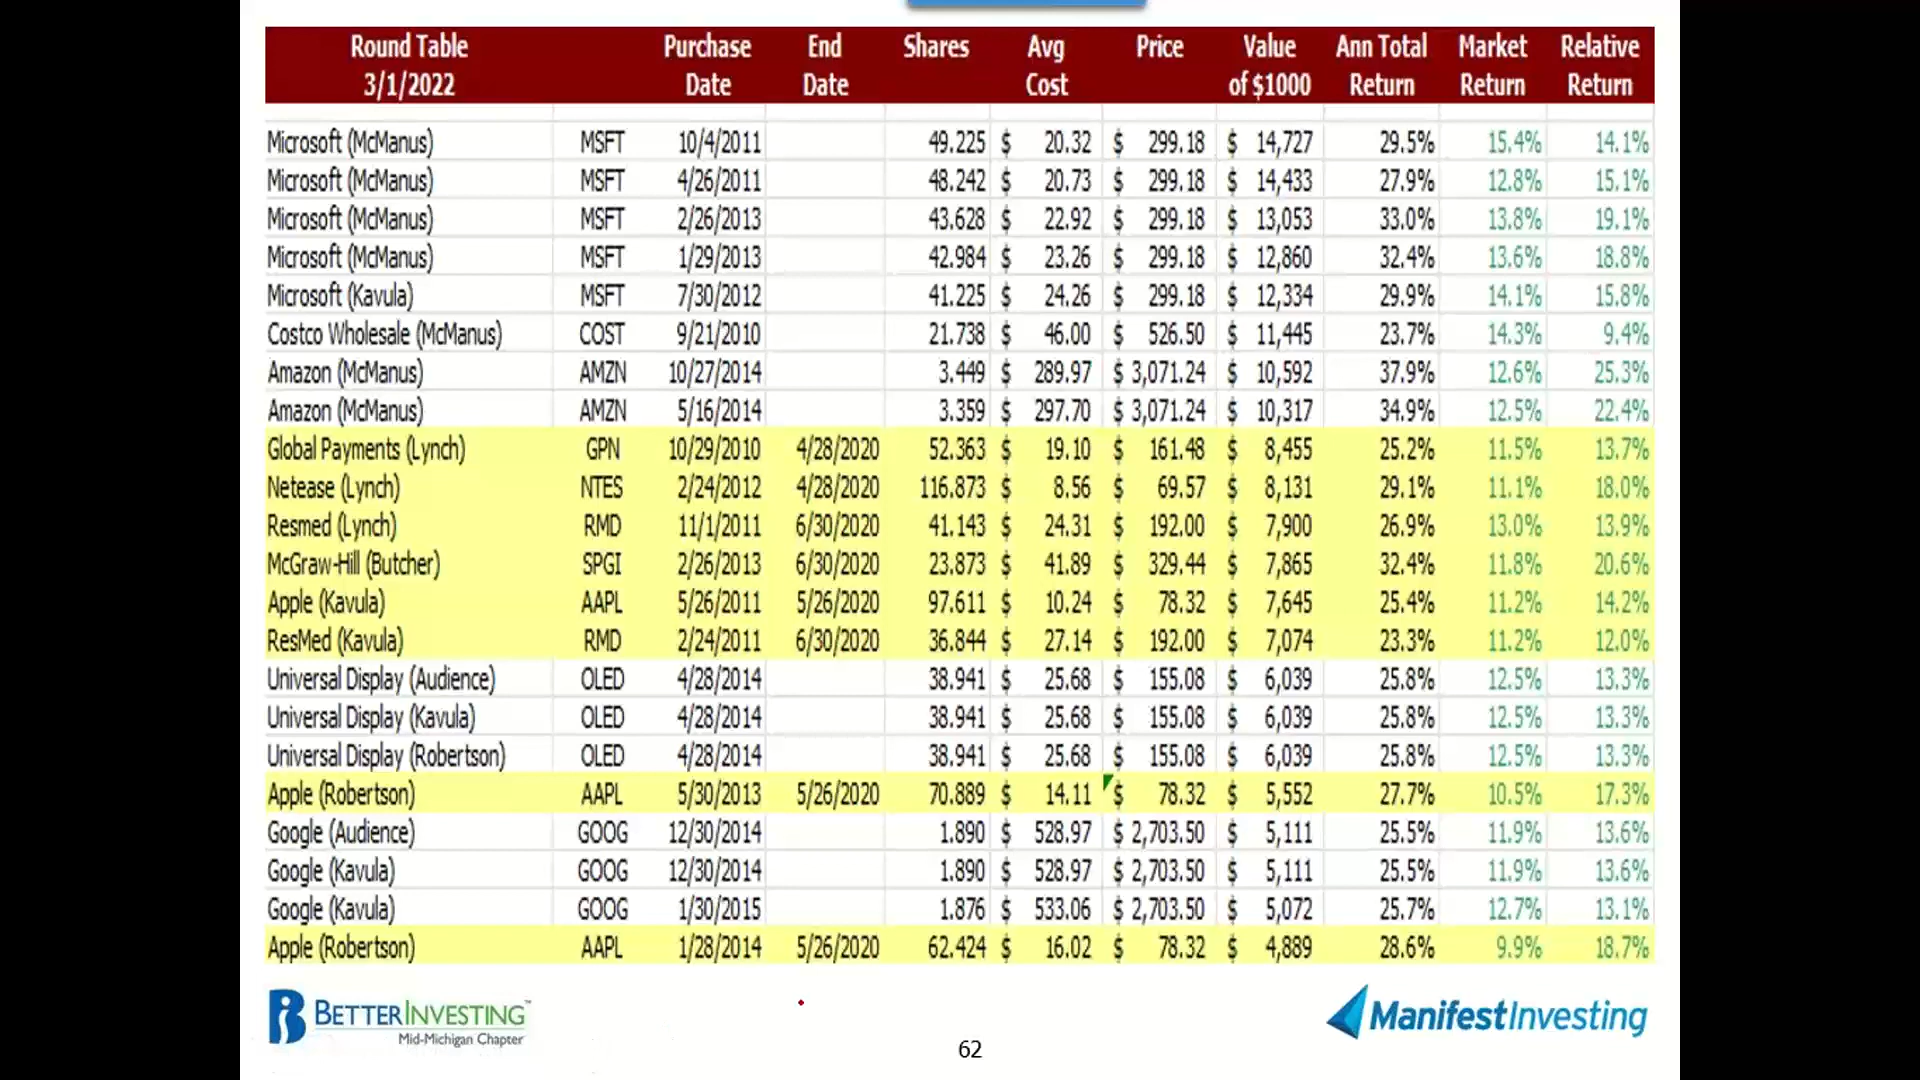 Round Table Purchase End Shares Avg Price Value Ann Total Market Relative
3/1/2022 Date Date Cost of $1000 Return Return Return
Microsoft (McManus) MSFT 10/4/2011 49.225 $ 20.32 $ 299.18 $ 14,727 29.5% 15.4% 14.1%
Microsoft (McManus) MSFT 4/26/2011 48.242 $ 20.73 $ 299.18 $ 14,433 27.9% 12.8% 15.1%
Microsoft (McManus) MSFT 2/26/2013 43.628 $ 22.92 $ 299.18 $ 13,053 33.0% 13.8% 19.1%
Microsoft (McManus) MSFT 1/29/2013 42.984 $ 23.26 $ 299.18 $ 12,860 32.4% 13.6% 18.8%
Microsoft (Kavula) MSFT 7/30/2012 41.225 $ 24.26 $ 299.18 $ 12,334 29.9% 14.1% 15.8%
Costco Wholesale (McManus) COST 9/21/2010 21.738 $ 46.00 $ 526.50 $ 11,445 23.7% 14.3% 9.4%
Amazon (McManus) AMZN 10/27/2014 3.449 $ 289.97 $ 3,071.24 $ 10,592 37.9% 12.6% 25.3%
Amazon (McManus) AMZN 5/16/2014 3.359 $ 297.70 $ 3,071.24 $ 10,317 34.9% 12.5% 22.4%
Global Payments (Lynch) GPN 10/29/2010 4/28/2020 52.363 $ 19.10 $ 161.48 $ 8,455 25.2% 11.5% 13.7%
Netease (Lynch) NTES 2/24/2012 4/28/2020 116.873 $ 8.56 $ 69.57 $ 8,131 29.1% 11.1% 18.0%
Resmed (Lynch) RMD 11/1/2011 6/30/2020 41.143 $ 24.31 $ 192.00 $ 7,900 26.9% 13.0% 13.9%
McGraw-Hill (Butcher) SPGI 2/26/2013 6/30/2020 23.873 $ 41.89 $ 329.44 $ 7,865 32.4% 11.8% 20.6%
Apple (Kavula) AAPL 5/26/2011 5/26/2020 97.611 $ 10.24 $ 78.32 $ 7,645 25.4% 11.2% 14.2%
ResMed (Kavula) RMD 2/24/2011 6/30/2020 36.844 $ 27.14 $ 192.00 $ 7,074 23.3% 11.2% 12.0%
Universal Display (Audience) OLED 4/28/2014 38.941 $ 25.68 $ 155.08 $ 6,039 25.8% 12.5% 13.3%
Universal Display (Kavula) OLED 4/28/2014 38.941 $ 25.68 $ 155.08 $ 6,039 25.8% 12.5% 13.3%
Universal Display (Robertson) OLED 4/28/2014 38.941 $ 25.68 $ 155.08 $ 6,039 25.8% 12.5% 13.3%
Apple (Robertson) AAPL 5/30/2013 5/26/2020 70.889 $ 14.11 $ 78.32 $ 5,552 27.7% 10.5% 17.3%
Google (Audience) GOOG 12/30/2014 1.890 $ 528.97 $ 2,703.50 $ 5,111 25.5% 11.9% 13.6%
Google (Kavula) GOOG 12/30/2014 1.890 $ 528.97 $ 2,703.50 $ 5,111 25.5% 11.9% 13.6%
Google (Kavula) GOOG 1/30/2015 1.876 $ 533.06 $ 2,703.50 $ 5,072 25.7% 12.7% 13.1%
Apple (Robertson) AAPL 1/28/2014 5/26/2020 62.424 $ 16.02 $ 78.32 $ 4,889 28.6% 9.9% 18.7%
BETTERINVESTING™
Mid-Michigan Chapter
ManifestInvesting
62